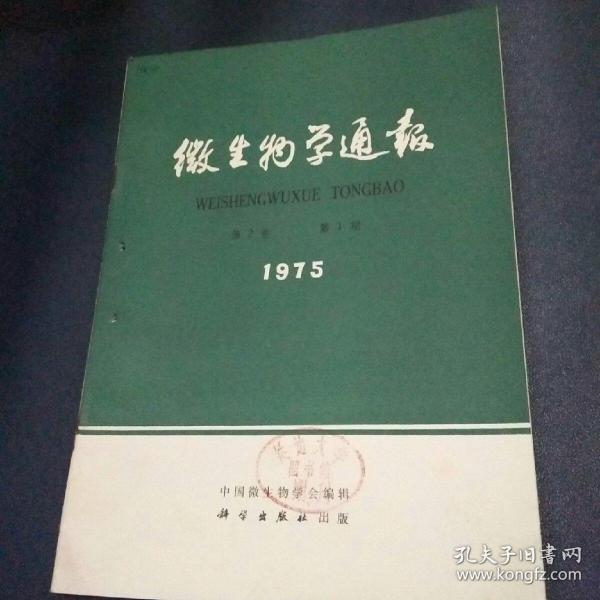 微生物学通报
WEISHENGWUXUE TONGBAO
第2卷 第1期
1975
中国微生物学会编辑
科学出版社出版
孔夫子旧书网
www.kongfz.com